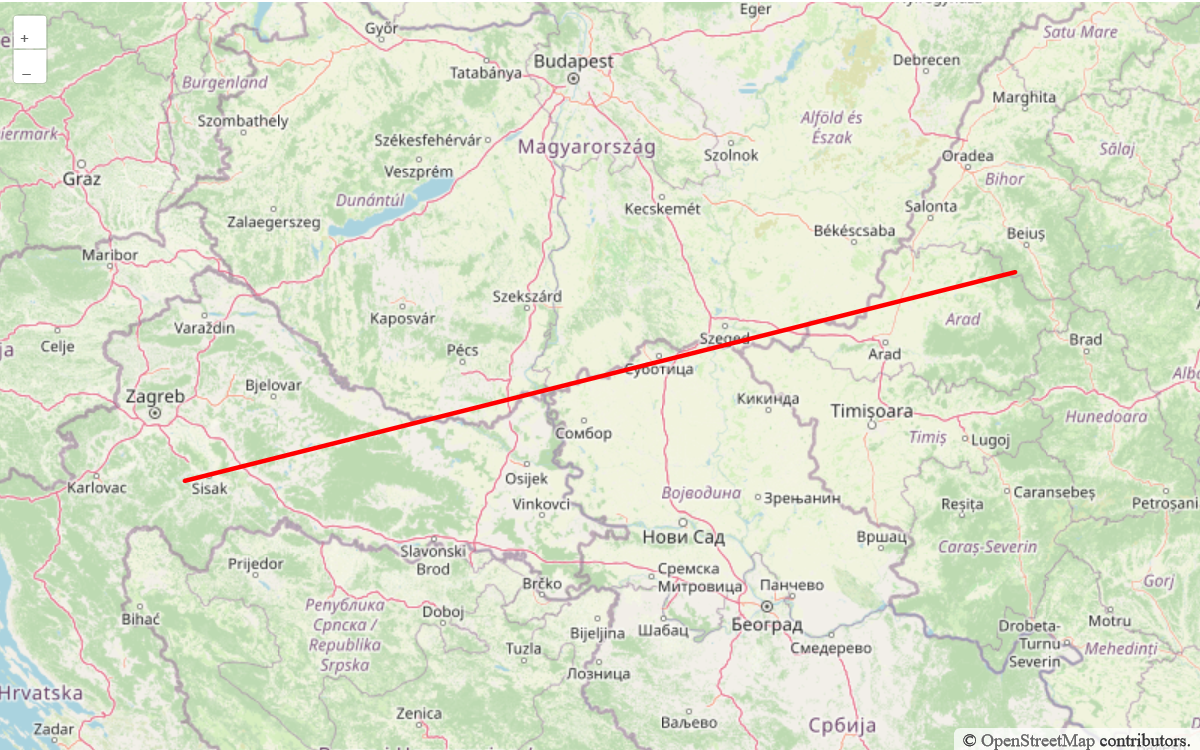 Győr
Eger
Satu Mare
+
–
Budapest
Debrecen
Tatabánya
Burgenland
Marghita
Szombathely
Alföld és
Észak
Székesfehérvár
Magyarország
Sălaj
Szolnok
Oradea
Veszprém
Graz
Bihor
Dunántúl
Kecskemét
Salonta
Zalaegerszeg
Békéscsaba
Beiuș
Maribor
Szekszárd
Kaposvár
Arad
Varaždin
Szeged
Brad
Celje
Pécs
Arad
Суботица
Bjelovar
Zagreb
Кикинда
Timișoara
Hunedoara
Сомбор
Timiș
Lugoj
Osijek
Karlovac
Sisak
Војводина
Зрењанин
Caransebeș
Vinkovci
Reșița
Petroșani
Нови Сад
Вршац
Caraș-Severin
Slavonski
Brod
Prijedor
Сремска
Митровица
Brčko
Панчево
Gorj
Република
Српска /
Republika
Srpska
Doboj
Bihać
Motru
Београд
Drobeta-
Turnu
Severin
Bijeljina
Шабац
Tuzla
Смедерево
Mehedinți
Лозница
Hrvatska
Zenica
Zadar
Ваљево
Србија
© OpenStreetMap contributors.